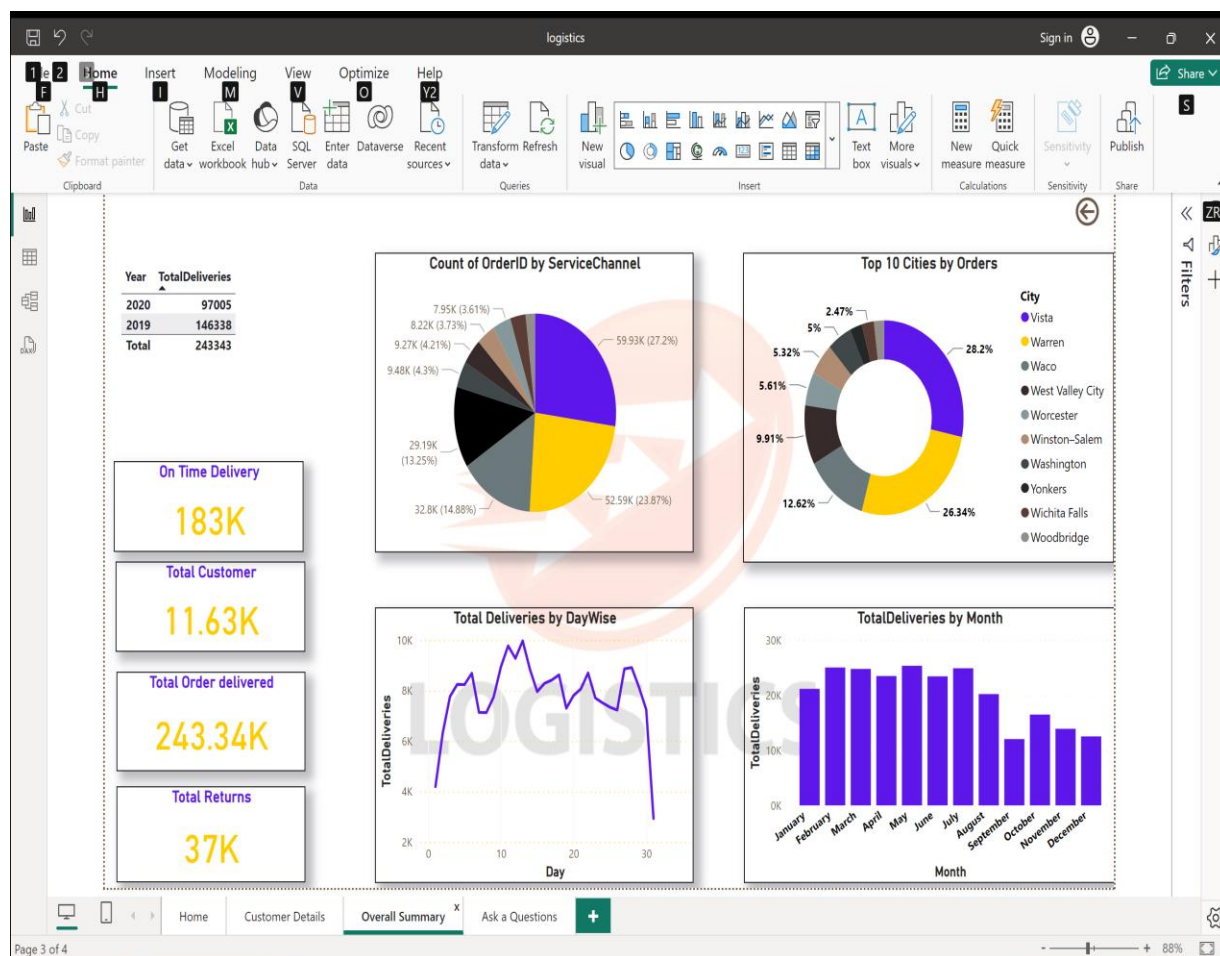 logistics
Sign in
1 2
Home Insert Modeling View Optimize Help
Share
F H I M V O Y2 S
Cut
Copy
Format painter
Paste
Get data
Excel workbook
Data hub
SQL Server
Enter data
Dataverse
Recent sources
Transform data
Refresh
New visual
Text box
More visuals
New measure
Quick measure
Sensitivity
Publish
Clipboard Data Queries Insert Calculations Sensitivity Share
ZR
Filters
Year TotalDeliveries
2020 97005
2019 146338
Total 243343
On Time Delivery
183K
Total Customer
11.63K
Total Order delivered
243.34K
Total Returns
37K
Count of OrderID by ServiceChannel
7.95K (3.61%)
8.22K (3.73%)
9.27K (4.21%)
9.48K (4.3%)
29.19K
(13.25%)
32.8K (14.88%)
59.93K (27.2%)
52.59K (23.87%)
Top 10 Cities by Orders
2.47%
5%
5.32%
5.61%
9.91%
12.62%
28.2%
26.34%
City
Vista
Warren
Waco
West Valley City
Worcester
Winston–Salem
Washington
Yonkers
Wichita Falls
Woodbridge
LOGISTICS
Total Deliveries by DayWise
TotalDeliveries
10K
8K
6K
4K
2K
0 10 20 30
Day
TotalDeliveries by Month
TotalDeliveries
30K
20K
10K
0K
January February March April May June July August September October November December
Month
Home Customer Details Overall Summary x Ask a Questions +
Page 3 of 4
- + 88%